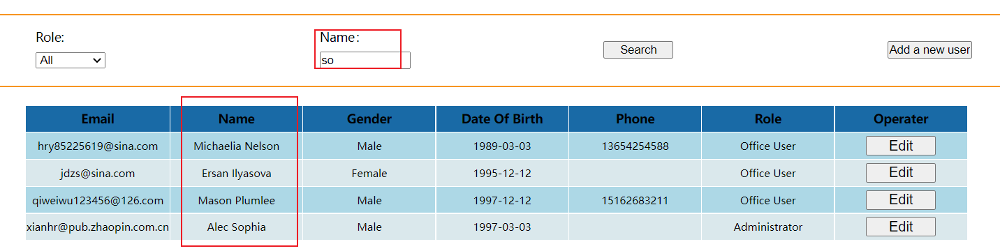 Role: Name:
All so Search Add a new user
Email Name Gender Date Of Birth Phone Role Operater
hry85225619@sina.com Michaelia Nelson Male 1989-03-03 13654254588 Office User Edit
jdzs@sina.com Ersan Ilyasova Female 1995-12-12 Office User Edit
qiweiwu123456@126.com Mason Plumlee Male 1997-12-12 15162683211 Office User Edit
xianhr@pub.zhaopin.com.cn Alec Sophia Male 1997-03-03 Administrator Edit